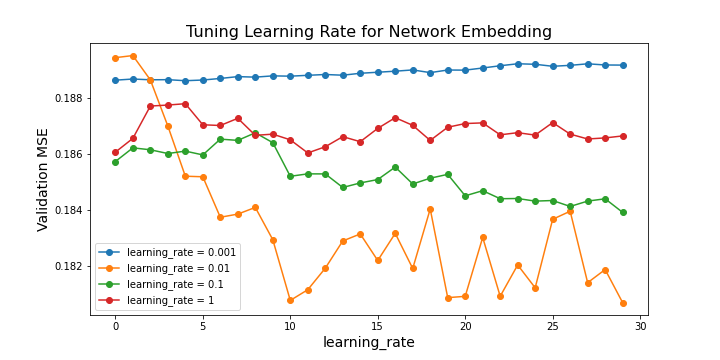 Tuning Learning Rate for Network Embedding
Validation MSE
0.188
0.186
0.184
0.182
learning_rate = 0.001
learning_rate = 0.01
learning_rate = 0.1
learning_rate = 1
0 5 10 15 20 25 30
learning_rate